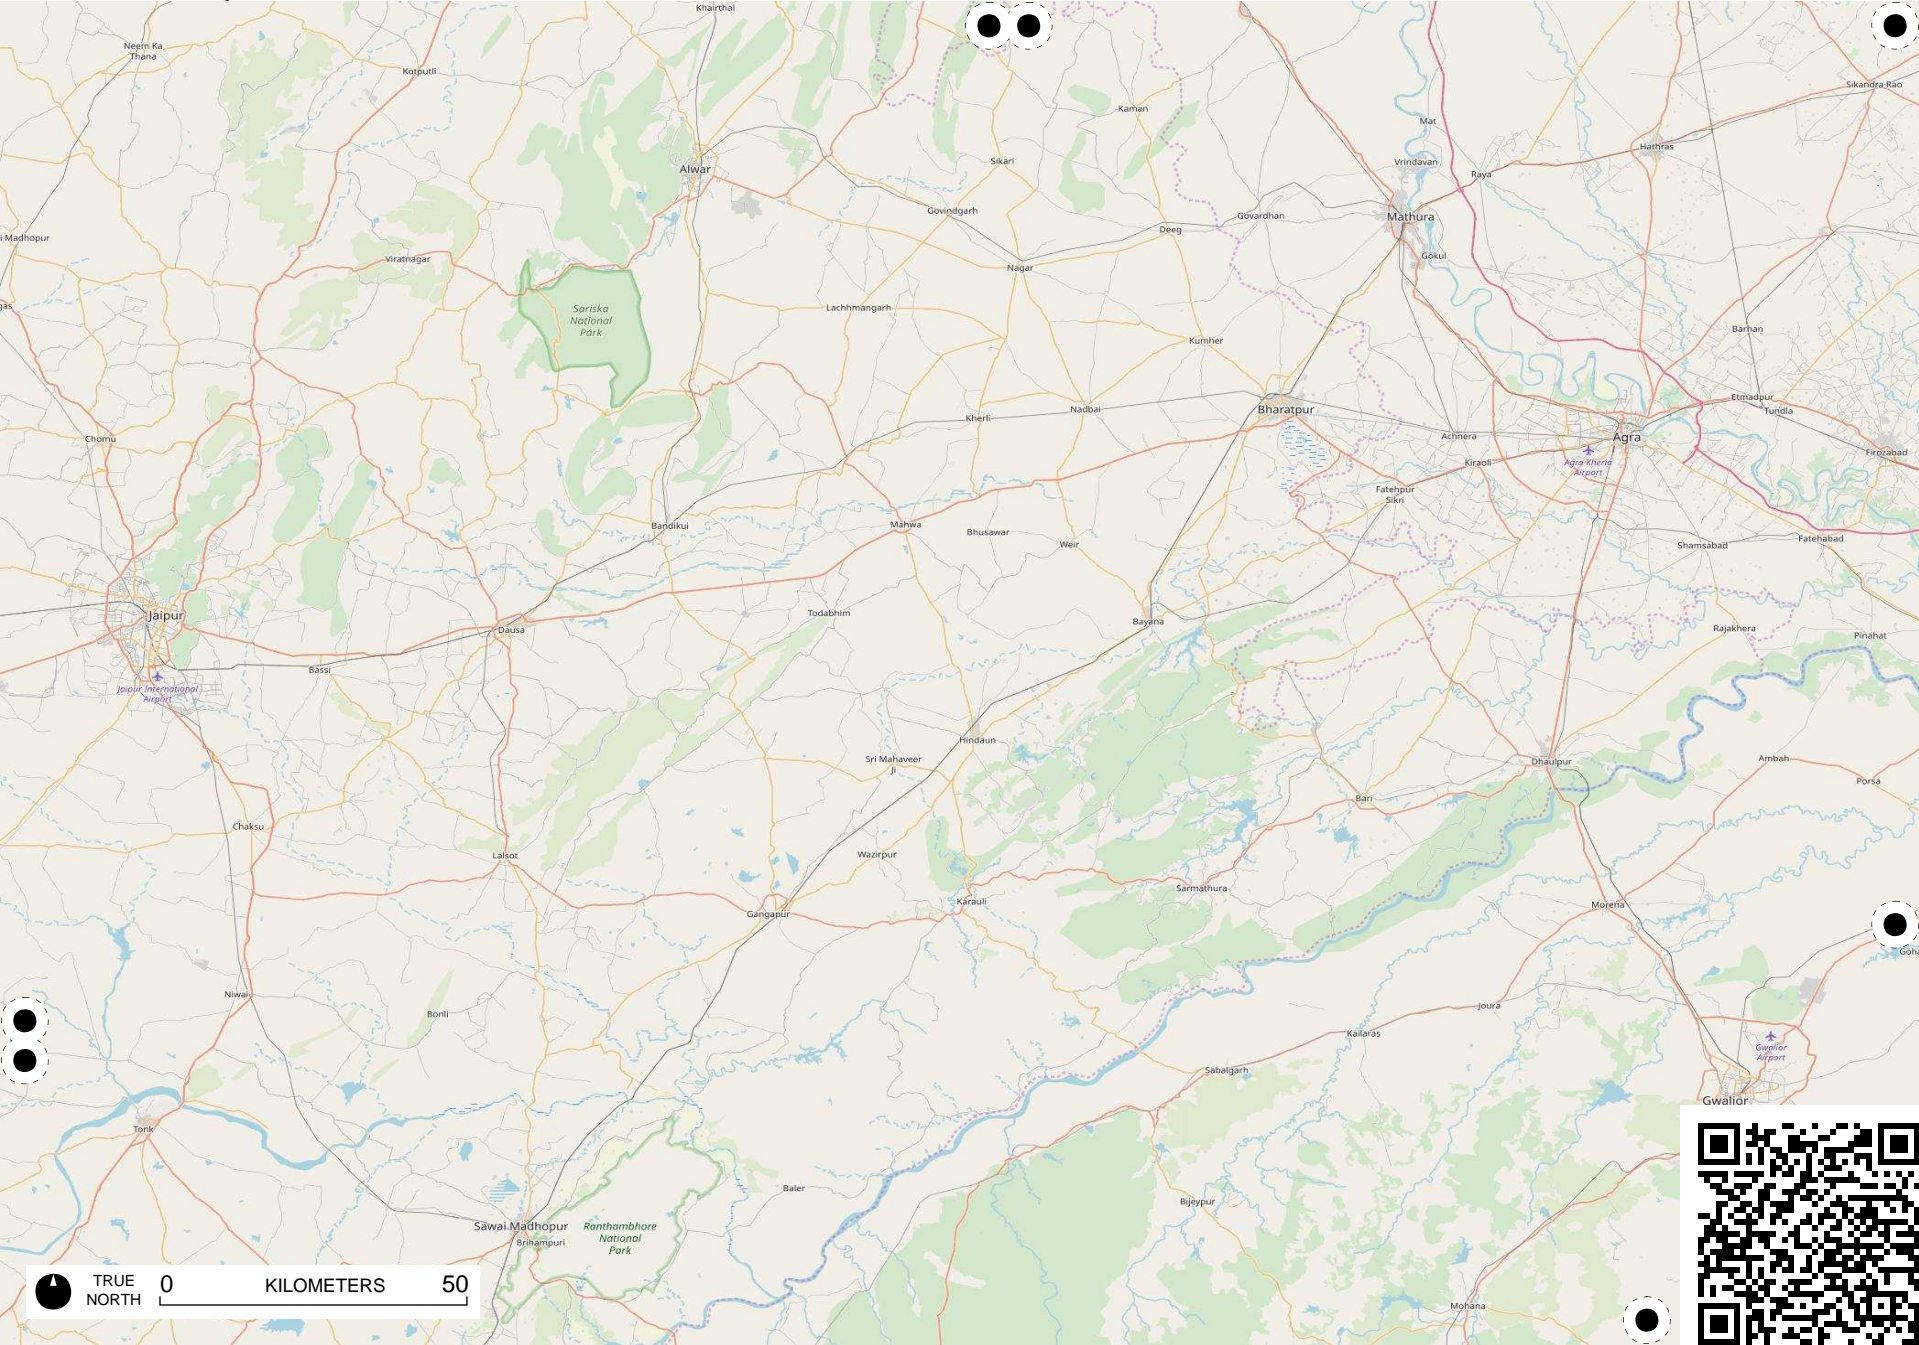 Khairthal
Neem Ka
Thana
Kotputli
Sikandra Rao
Kaman
Mat
Hathras
Sikari
Vrindavan
Alwar
Raya
Govindgarh
Govardhan
Mathura
Deeg
i Madhopur
Viratnagar
Gokul
Nagar
gas
Lachhmangarh
Sariska
National
Park
Barhan
Kumher
Etmadpur
Tundla
Kherli
Nadbai
Bharatpur
Chomu
Achnera
Agra
Firozabad
Kiraoli
Agra Kheria
Airport
Fatehpur
Sikri
Bandikui
Mahwa
Bhusawar
Weir
Shamsabad
Fatehabad
Jaipur
Todabhim
Bayana
Dausa
Rajakhera
Pinahat
Bassi
Jaipur International
Airport
Hindaun
Sri Mahaveer
Ji
Dhaulpur
Ambah
Porsa
Bari
Chaksu
Lalsot
Wazirpur
Sarmathura
Karauli
Gangapur
Morena
Goha
Niwai
Bonli
Joura
Kailaras
Gwalior
Airport
Sabalgarh
Gwalior
Tonk
Baler
Bijeypur
Sawai Madhopur
Brihampuri
Ranthambhore
National
Park
Mohana
TRUE
NORTH
0 KILOMETERS 50